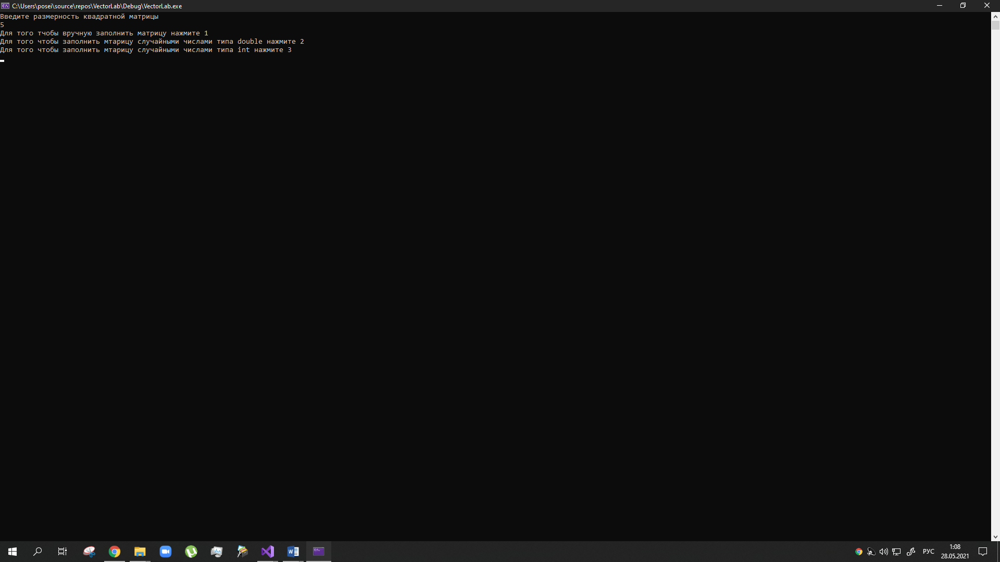 C:\Users\posei\source\repos\VectorLab\Debug\VectorLab.exe
Введите размерность квадратной матрицы
5
Для того тчобы вручную заполнить матрицу нажмите 1
Для того чтобы заполнить мтарицу случайными числами типа double нажмите 2
Для того чтобы заполнить мтарицу случайными числами типа int нажмите 3
РУС
1:08
28.05.2021